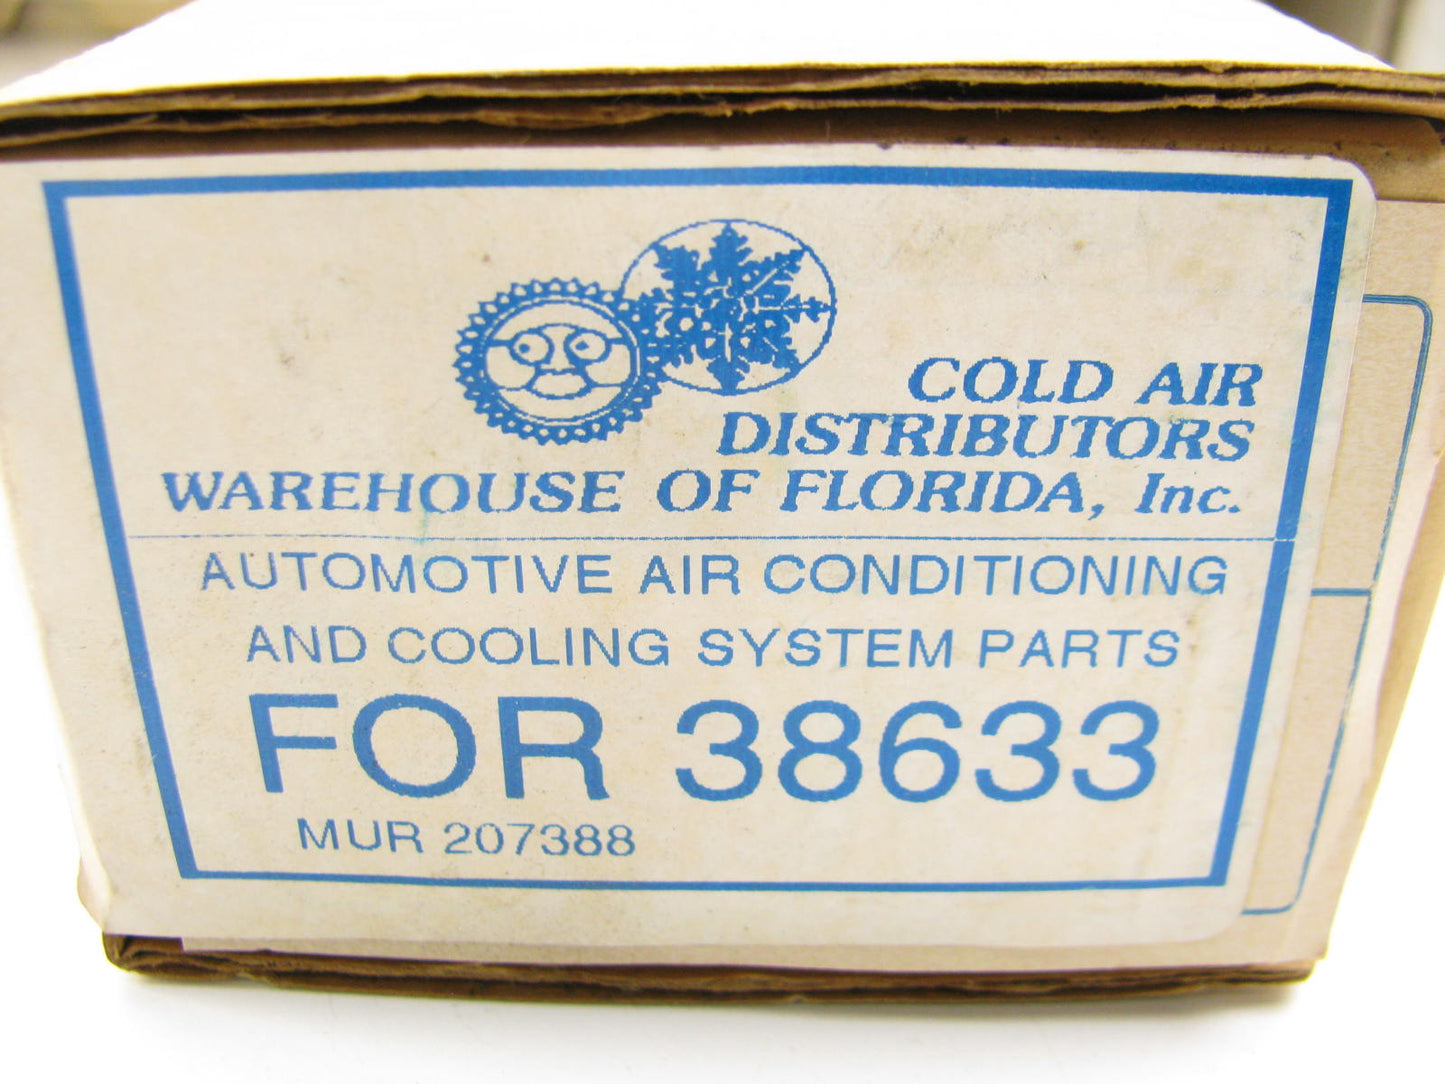 COLD AIR
DISTRIBUTORS
WAREHOUSE OF FLORIDA, Inc.
AUTOMOTIVE AIR CONDITIONING
AND COOLING SYSTEM PARTS
FOR 38633
MUR 207388